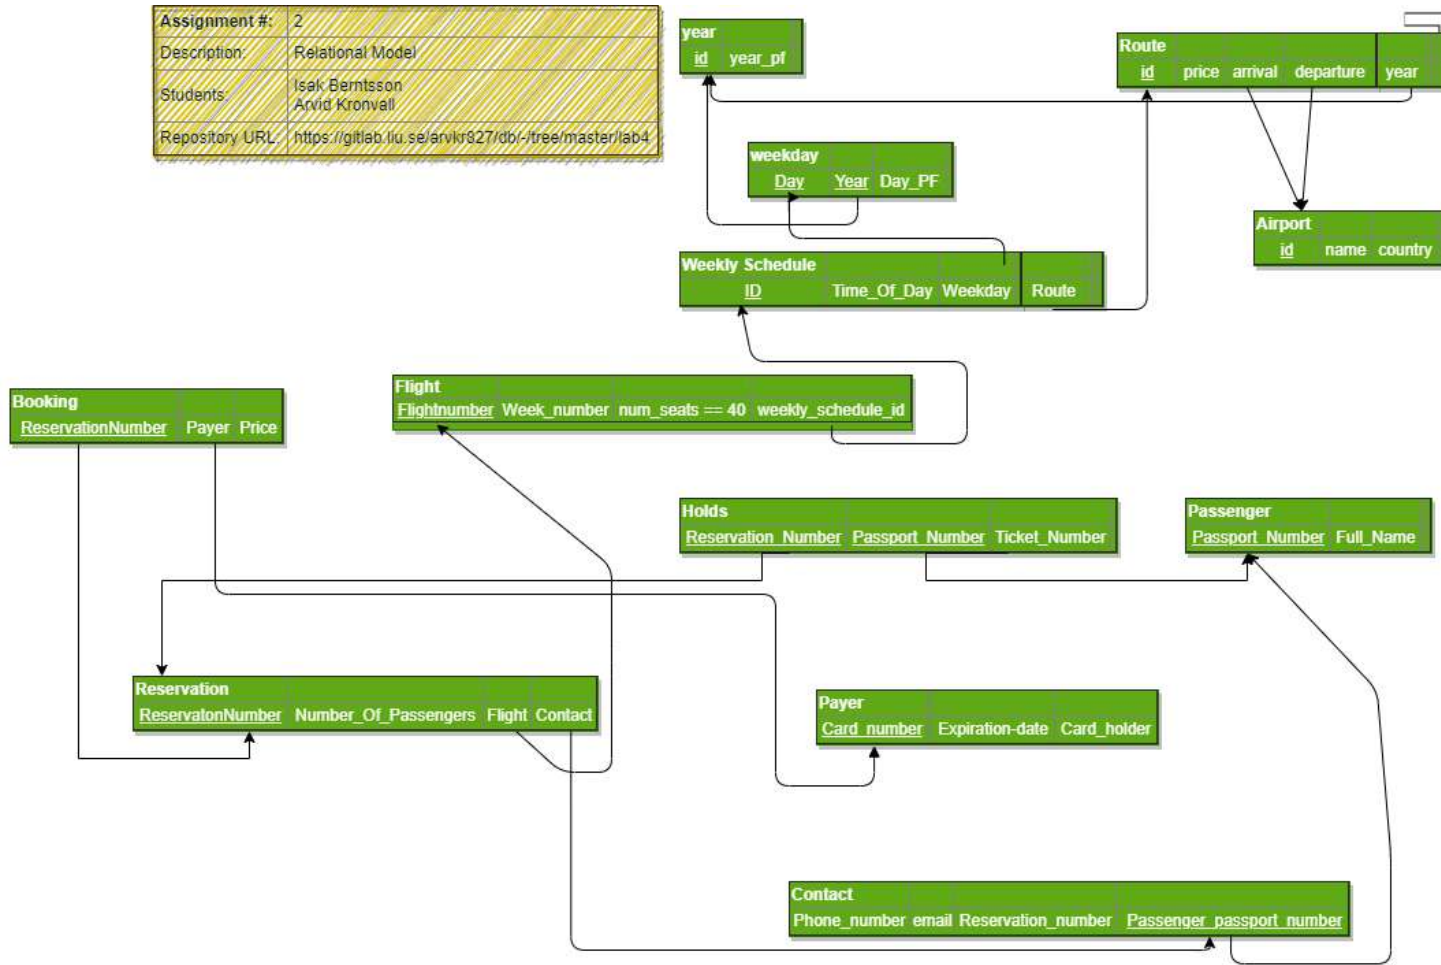 Assignment #: 2
Description: Relational Model
Students: Isak Berntsson
Arvid Kronvall
Repository URL: https://gitlab.liu.se/arvkr827/db/-/tree/master/lab4
year
id year_pf
Route
id price arrival departure year
weekday
Day Year Day_PF
Airport
id name country
Weekly Schedule
ID Time_Of_Day Weekday Route
Flight
Flightnumber Week_number num_seats == 40 weekly_schedule_id
Booking
ReservationNumber Payer Price
Holds
Reservation_Number Passport_Number Ticket_Number
Passenger
Passport_Number Full_Name
Reservation
ReservatonNumber Number_Of_Passengers Flight Contact
Payer
Card_number Expiration-date Card_holder
Contact
Phone_number email Reservation_number Passenger_passport_number